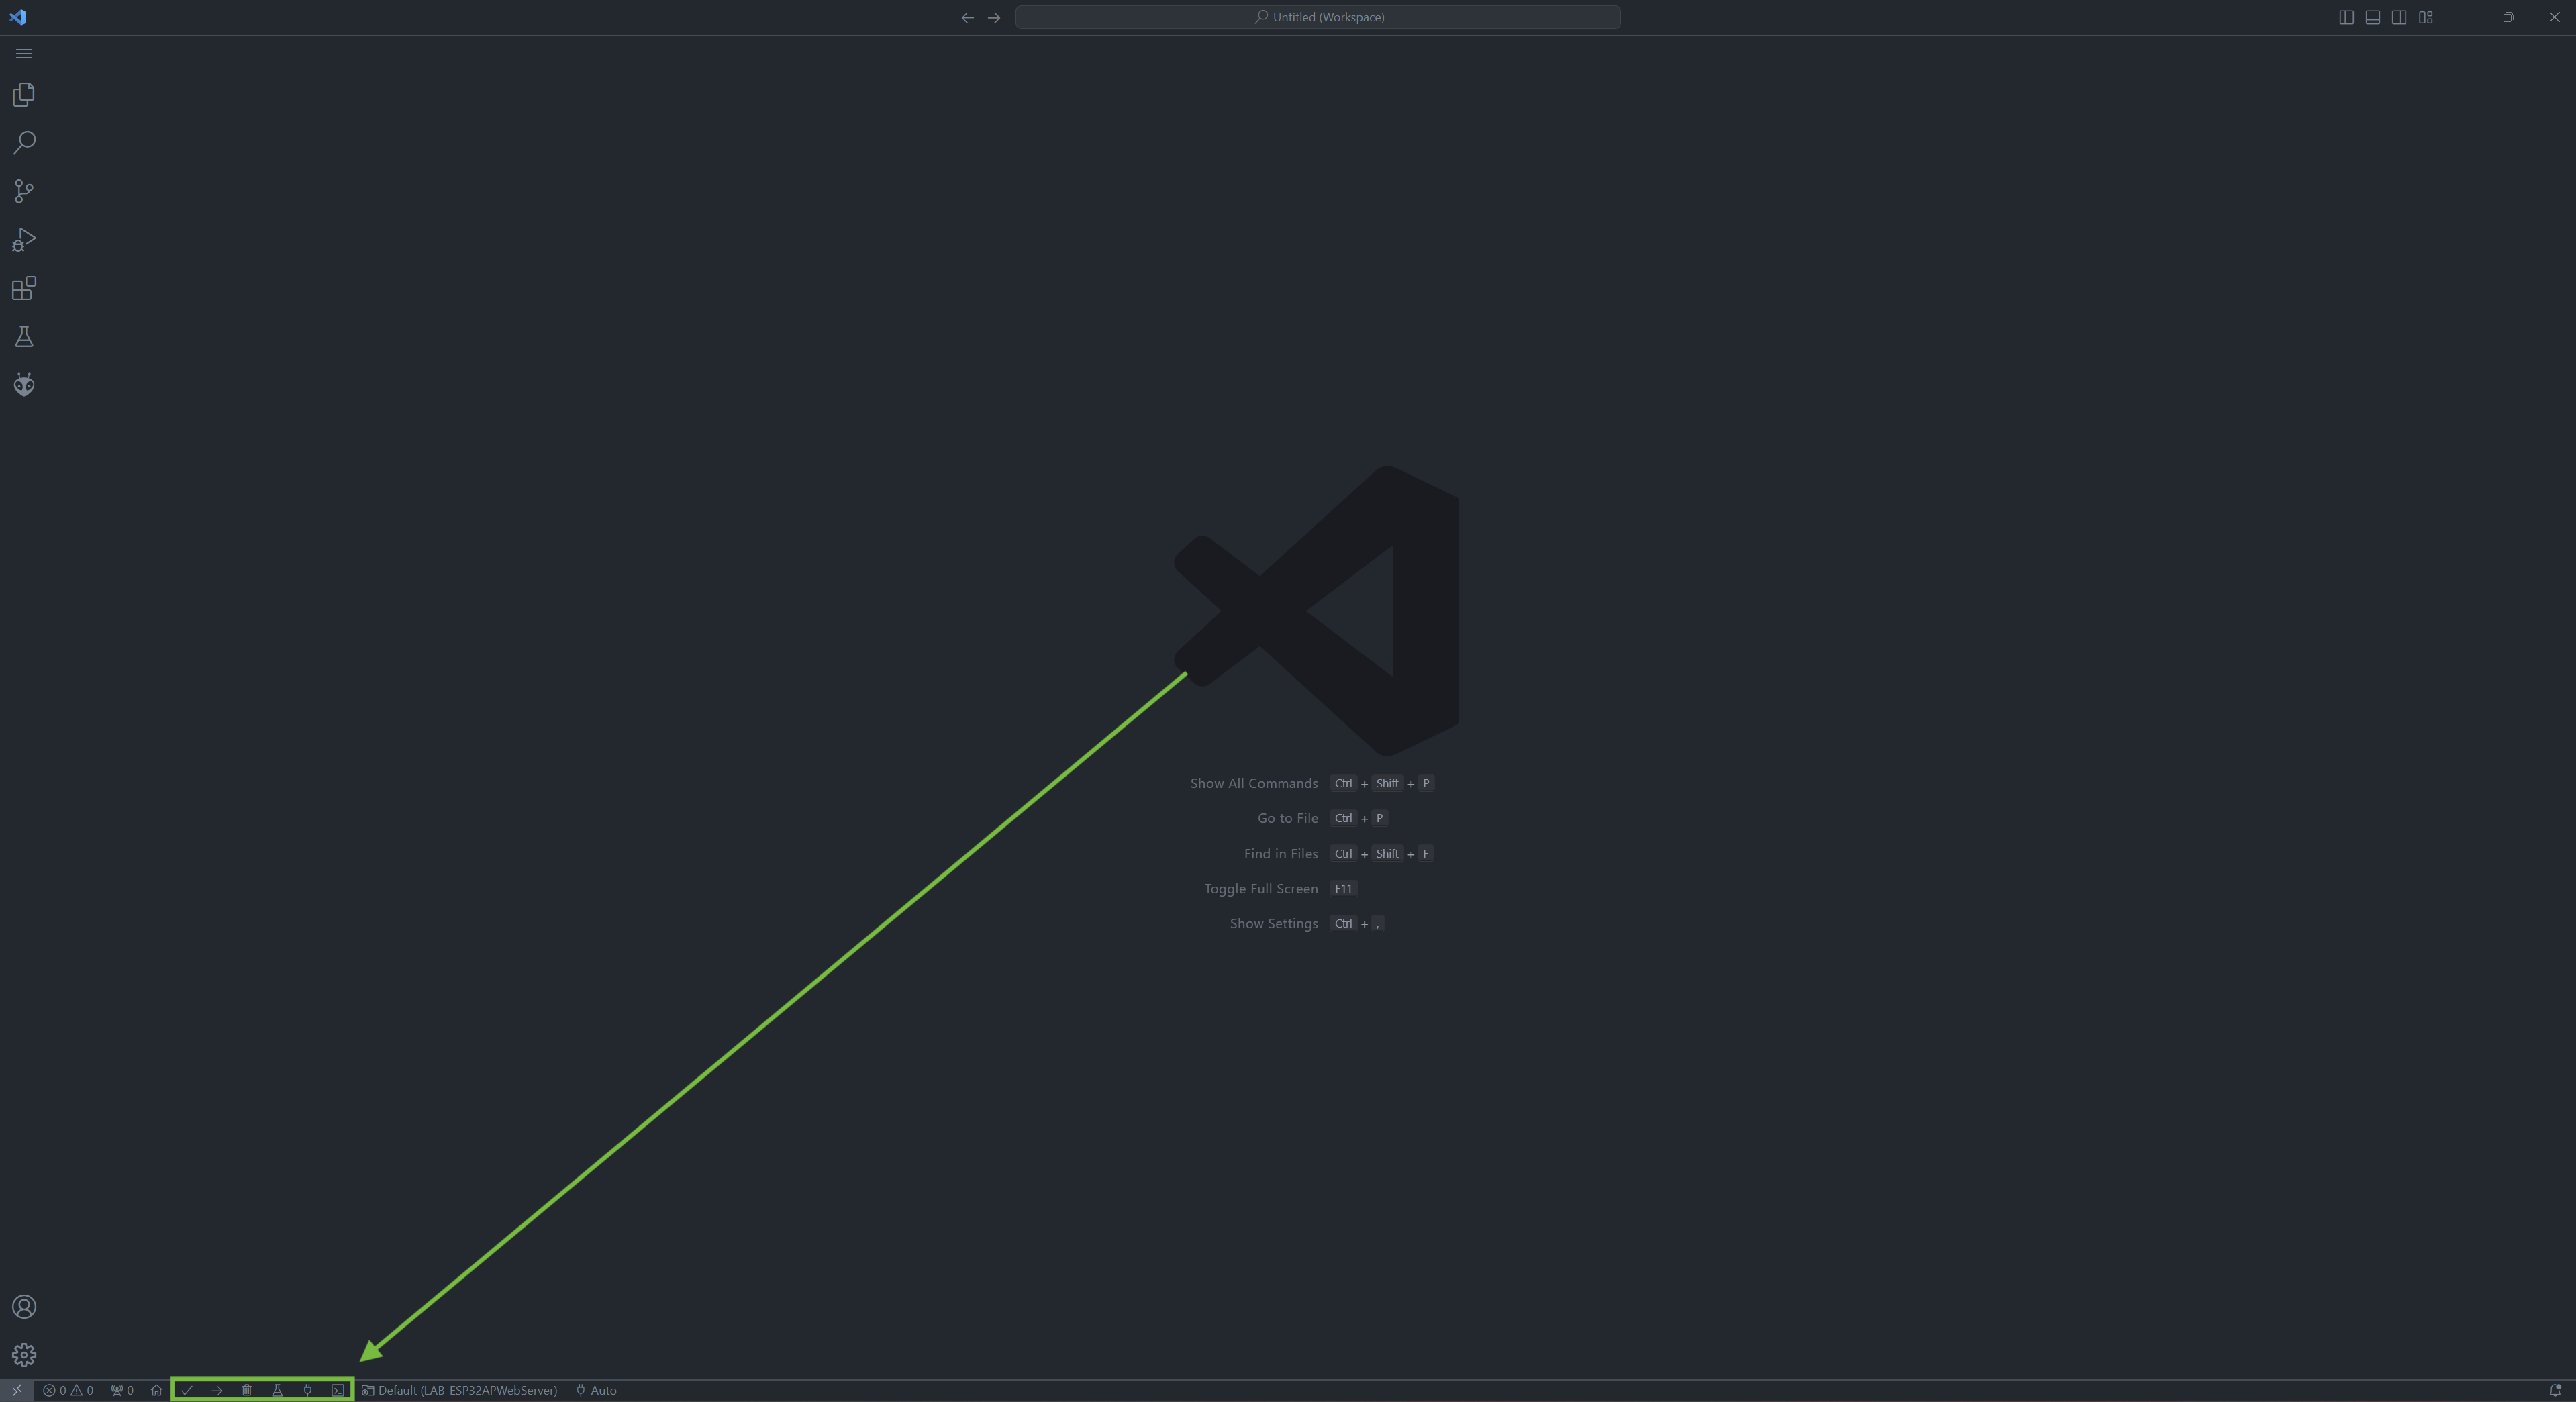 Untitled (Workspace)
Show All Commands Ctrl + Shift + P
Go to File Ctrl + P
Find in Files Ctrl + Shift + F
Toggle Full Screen F11
Show Settings Ctrl + ,
0 0 0 Default (LAB-ESP32APWebServer) Auto